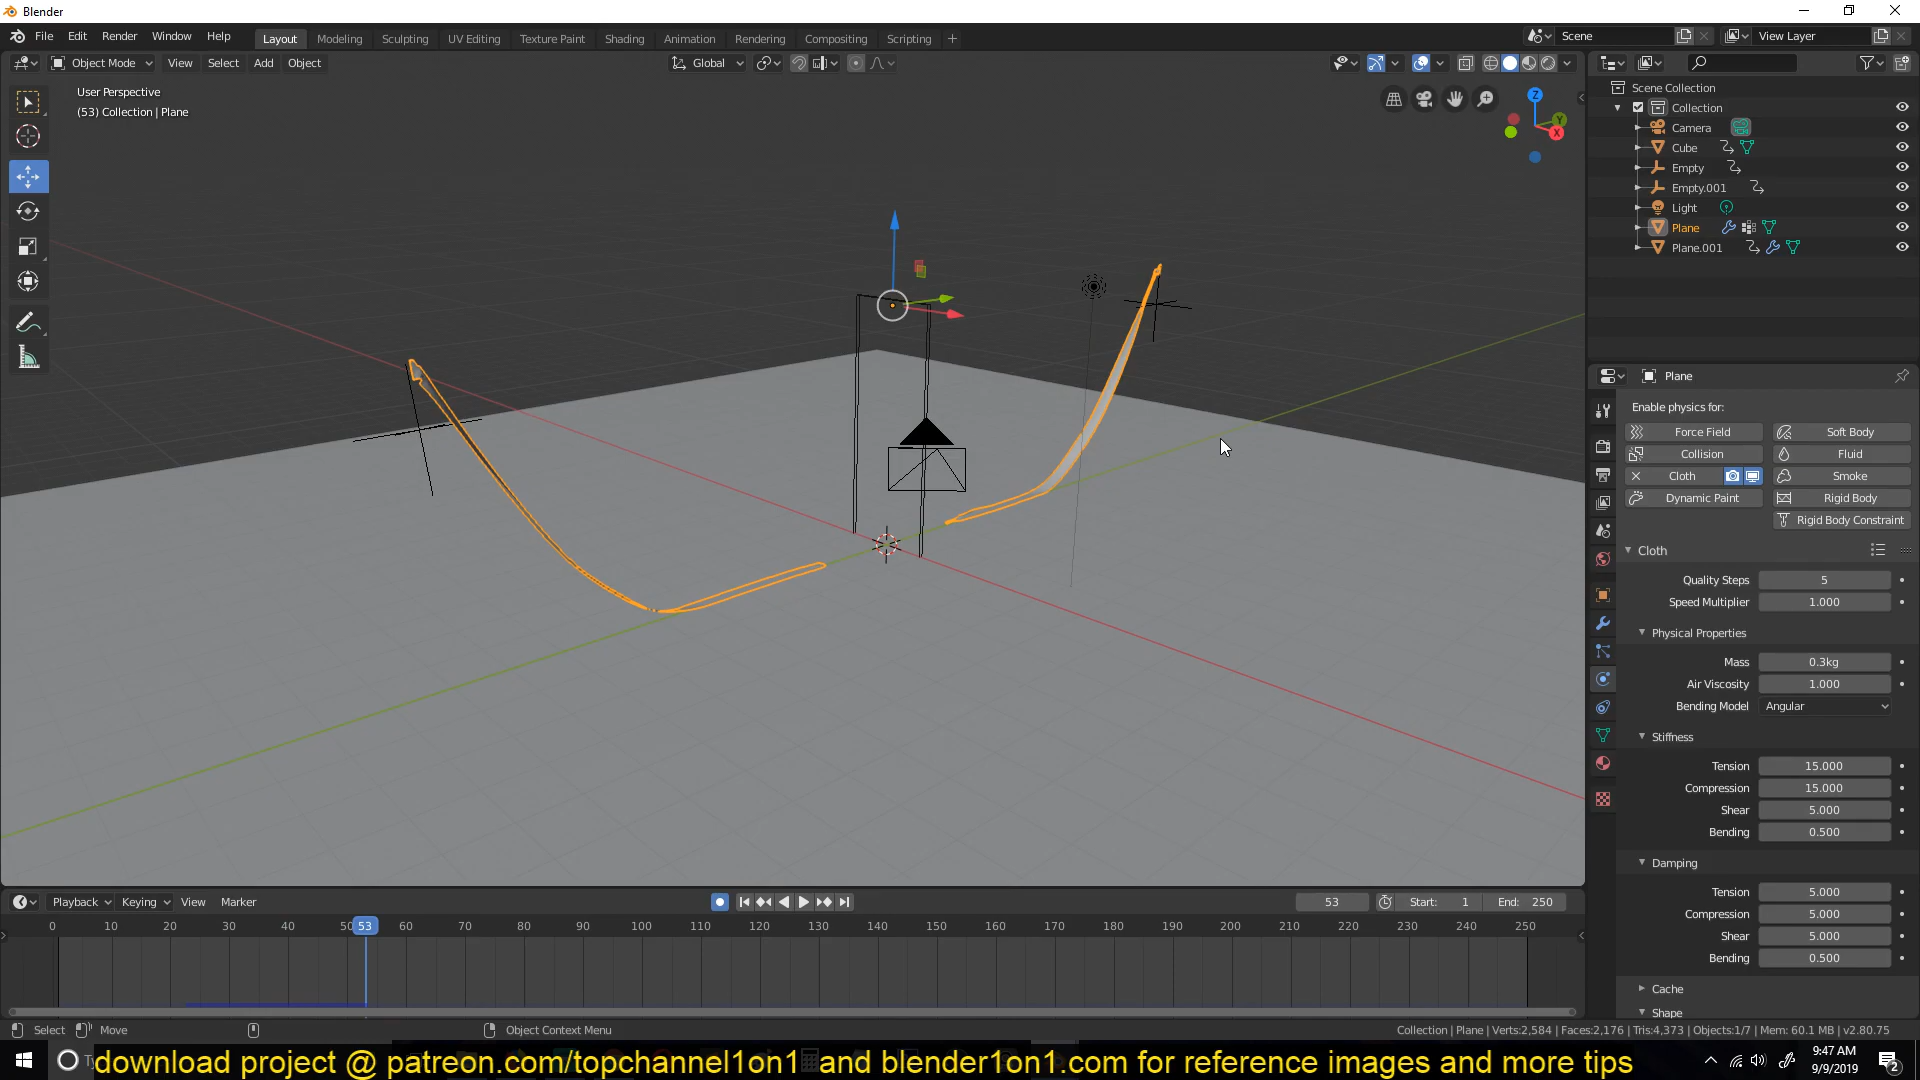 Blender
File Edit Render Window Help
Layout Modeling Sculpting UV Editing Texture Paint Shading Animation Rendering Compositing Scripting +
Scene
View Layer
Object Mode View Select Add Object
Global
User Perspective
(53) Collection | Plane
Z
Y
X
Scene Collection
Collection
Camera
Cube
Empty
Empty.001
Light
Plane
Plane.001
Plane
Enable physics for:
Force Field Soft Body
Collision Fluid
Cloth Smoke
Dynamic Paint Rigid Body
Rigid Body Constraint
Cloth
Quality Steps 5
Speed Multiplier 1.000
Physical Properties
Mass 0.3kg
Air Viscosity 1.000
Bending Model Angular
Stiffness
Tension 15.000
Compression 15.000
Shear 5.000
Bending 0.500
Damping
Tension 5.000
Compression 5.000
Shear 5.000
Bending 0.500
Cache
Shape
Playback Keying View Marker
53 Start: 1 End: 250
0 10 20 30 40 50 53 60 70 80 90 100 110 120 130 140 150 160 170 180 190 200 210 220 230 240 250
Select Move Object Context Menu
Collection | Plane | Verts:2,584 | Faces:2,176 | Tris:4,373 | Objects:1/7 | Mem: 60.1 MB | v2.80.75
download project @ patreon.com/topchannel1on1 and blender1on1.com for reference images and more tips
9:47 AM
9/9/2019
2